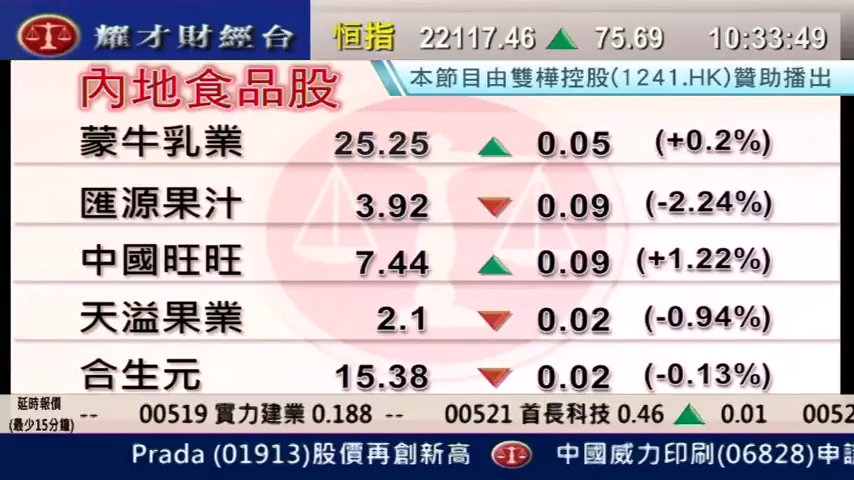 耀才財經台 恒指 22117.46 ▲ 75.69 10:33:49
內地食品股 本節目由雙樺控股(1241.HK)贊助播出
蒙牛乳業 25.25 ▲ 0.05 (+0.2%)
匯源果汁 3.92 ▼ 0.09 (-2.24%)
中國旺旺 7.44 ▲ 0.09 (+1.22%)
天溢果業 2.1 ▼ 0.02 (-0.94%)
合生元 15.38 ▼ 0.02 (-0.13%)
延時報價
(最少15分鐘)
-- 00519 實力建業 0.188 -- 00521 首長科技 0.46 ▲ 0.01 0052
Prada (01913)股價再創新高 中國威力印刷(06828)申請